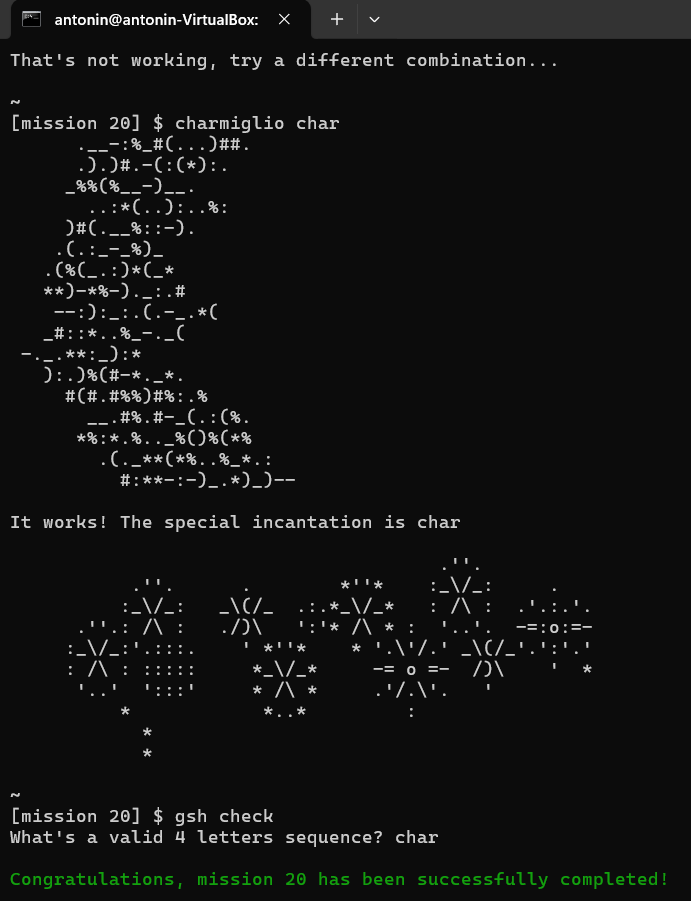 antonin@antonin-VirtualBox:
That's not working, try a different combination...
~
[mission 20] $ charmiglio char
      .__-:%_#(...)##.
      .).)#.-(:(*):.
     _%%(%__-)__.
       ..:*(..):..%:
     )#(.__%::-).
    .(.:_-_%)_
   .(%(_.:)*(_*
   **)-*%-)._:.#
    --:):_:.(.-_.*(
   _#::*..%_-._(
 -._.**:_):*
   ):.)%(#-*._*.
     #(#.#%%)#%:.%
       __.#%.#-_(.:(%.
      *%:*.%.._%()%(*%
        .(._**(*%..%_*.:
          #:**-:-)_.*)_)--
It works! The special incantation is char
                                       .''.
           .''.      .        *''*    :_\/_:     .
          :_\/_:   _\(/_  .:.*_\/_*   : /\ :  .'.:.'.
      .''.: /\ :   ./)\   ':'* /\ * :  '..'.  -=:o:=-
     :_\/_:'.:::.    ' *''*    * '.\'/.' _\(/_'.':'.'
     : /\ : :::::     *_\/_*     -= o =-  /)\    '  *
      '..'  ':::'     * /\ *     .'/.\'.   '
          *            *..*         :
            *
            *
~
[mission 20] $ gsh check
What's a valid 4 letters sequence? char
Congratulations, mission 20 has been successfully completed!